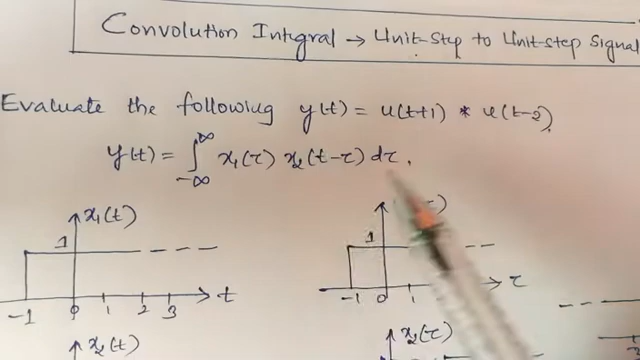 Convolution Integral → Unit-Step to Unit-step Signal
Evaluate the following y(t) = u(t+1) * u(t-2).
y(t) = ∫_{-∞}^{∞} x₁(τ) x₂(t-τ) dτ.
x₁(t)
1
-1 0 1 2 3 t
1
-1 0 1 τ
x₂(t)
x₂(τ)